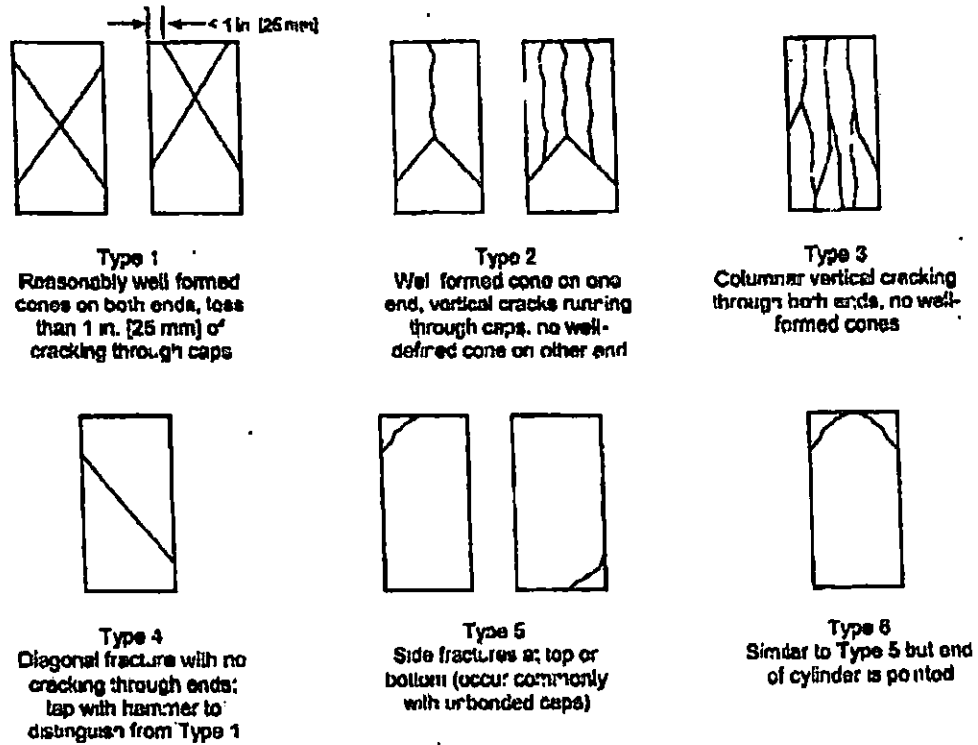 < 1 in [25 mm]
Type 1
Reasonably well formed
cones on both ends, less
than 1 in. [25 mm] of
cracking through caps
Type 2
Well formed cone on one
end, vertical cracks running
through caps, no well-
defined cone on other end
Type 3
Columnar vertical cracking
through both ends, no well-
formed cones
Type 4
Diagonal fracture with no
cracking through ends;
tap with hammer to
distinguish from Type 1
Type 5
Side fractures at top or
bottom (occur commonly
with unbonded caps)
Type 6
Similar to Type 5 but end
of cylinder is pointed